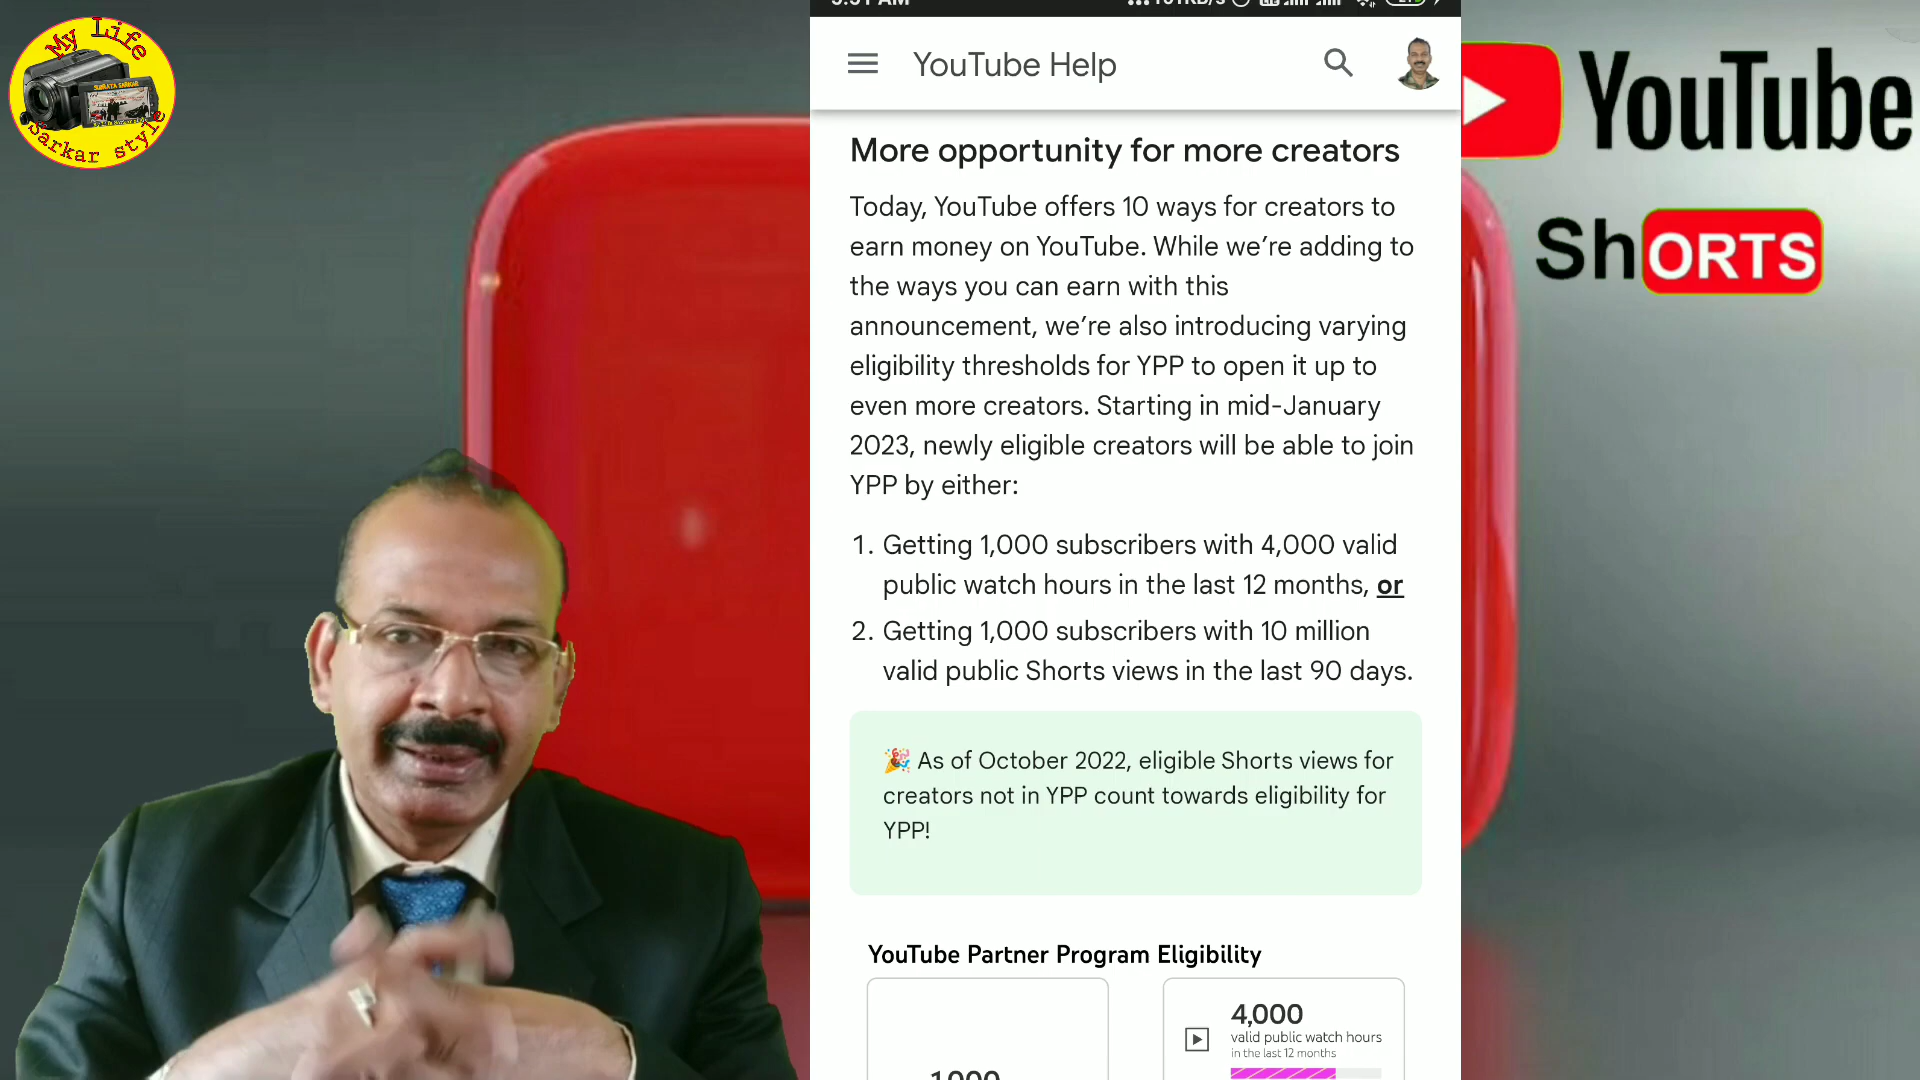 My Life
SUBRATA SARKAR
Sarkar style
YouTube Help
More opportunity for more creators
Today, YouTube offers 10 ways for creators to
earn money on YouTube. While we’re adding to
the ways you can earn with this
announcement, we’re also introducing varying
eligibility thresholds for YPP to open it up to
even more creators. Starting in mid-January
2023, newly eligible creators will be able to join
YPP by either:
1. Getting 1,000 subscribers with 4,000 valid
public watch hours in the last 12 months, or
2. Getting 1,000 subscribers with 10 million
valid public Shorts views in the last 90 days.
🎉 As of October 2022, eligible Shorts views for
creators not in YPP count towards eligibility for
YPP!
YouTube Partner Program Eligibility
4,000
valid public watch hours
in the last 12 months
YouTube
ShORTS